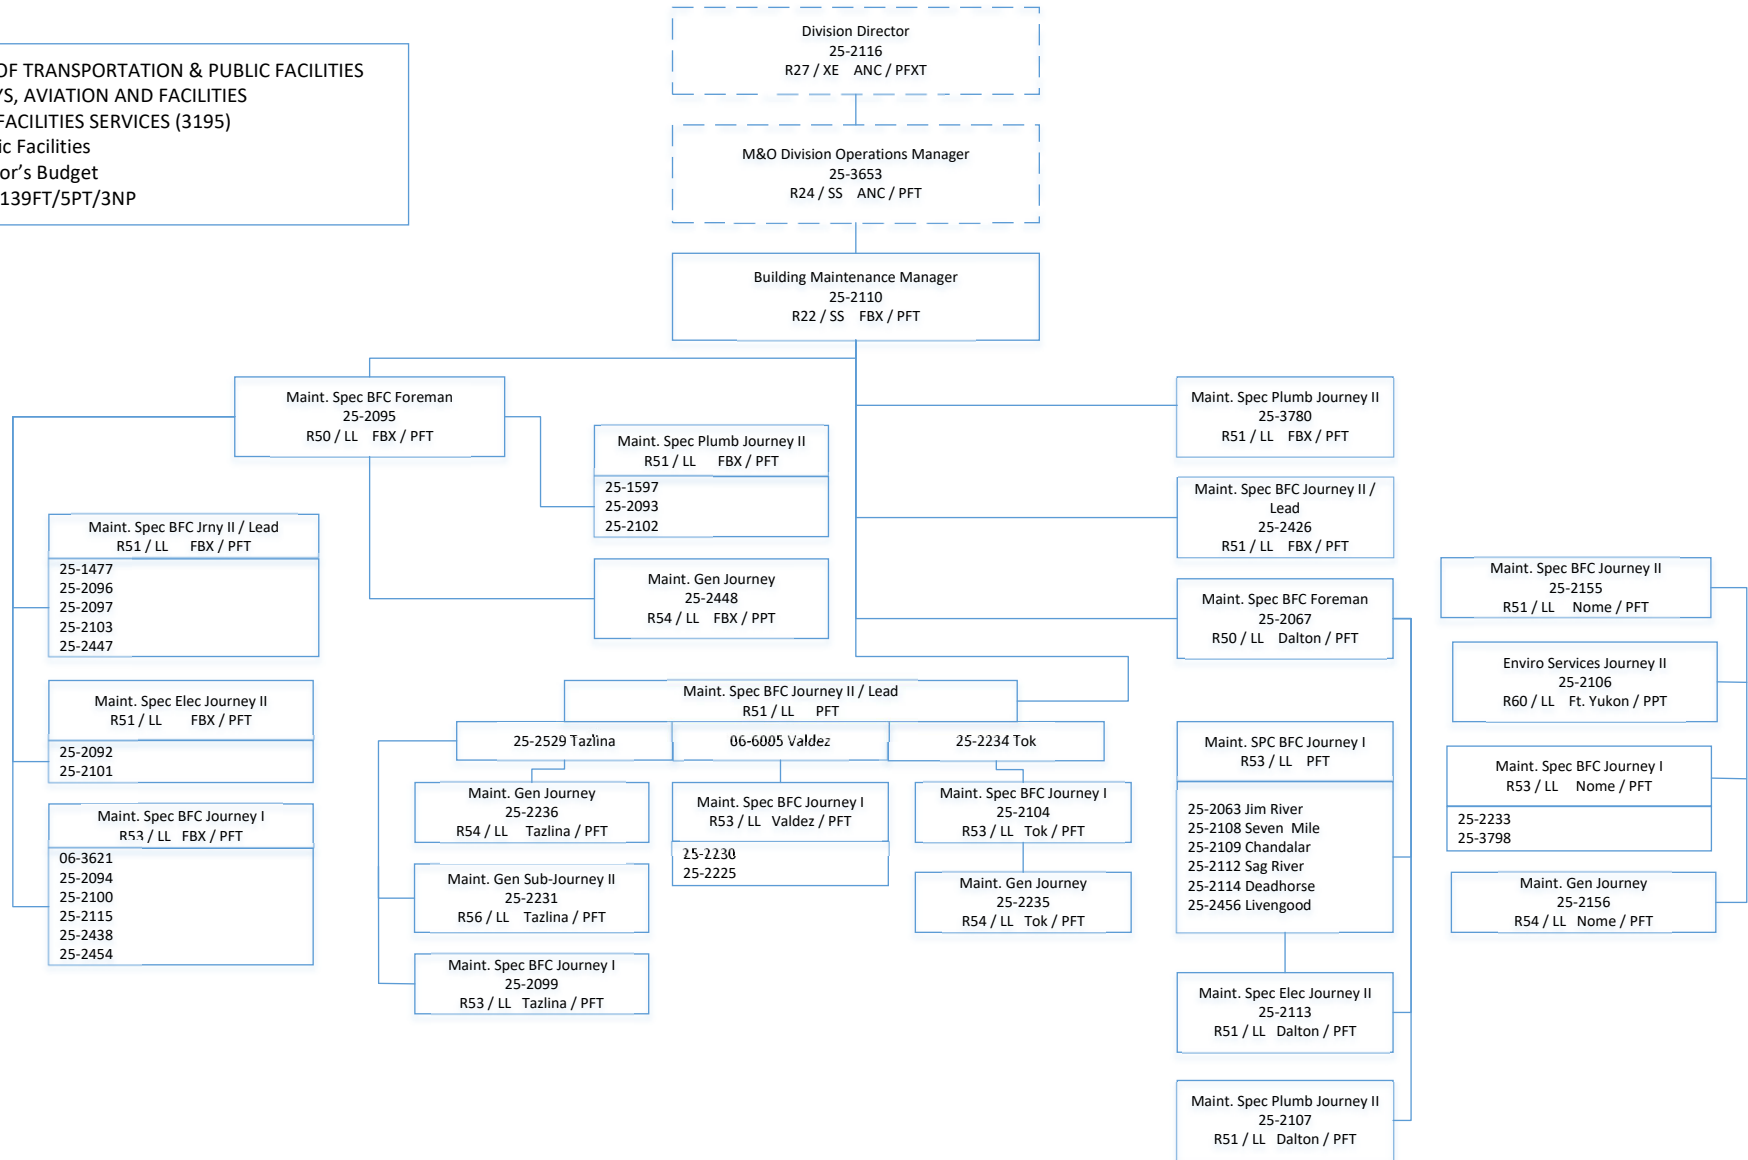 Division Director
25-2116
R27 / XE ANC / PFXT
OF TRANSPORTATION & PUBLIC FACILITIES
YS, AVIATION AND FACILITIES
FACILITIES SERVICES (3195)
ic Facilities
or's Budget
139FT/5PT/3NP
M&O Division Operations Manager
25-3653
R24 / SS ANC / PFT
Building Maintenance Manager
25-2110
R22 / SS FBX / PFT
Maint. Spec BFC Foreman
25-2095
R50 / LL FBX / PFT
Maint. Spec Plumb Journey II
R51 / LL FBX / PFT
25-1597
25-2093
25-2102
Maint. Gen Journey
25-2448
R54 / LL FBX / PPT
Maint. Spec BFC Jrny II / Lead
R51 / LL FBX / PFT
25-1477
25-2096
25-2097
25-2103
25-2447
Maint. Spec Elec Journey II
R51 / LL FBX / PFT
25-2092
25-2101
Maint. Spec BFC Journey I
R53 / LL FBX / PFT
06-3621
25-2094
25-2100
25-2115
25-2438
25-2454
Maint. Spec BFC Journey II / Lead
R51 / LL PFT
25-2529 Tazlina
06-6005 Valdez
25-2234 Tok
Maint. Gen Journey
25-2236
R54 / LL Tazlina / PFT
Maint. Gen Sub-Journey II
25-2231
R56 / LL Tazlina / PFT
Maint. Spec BFC Journey I
25-2099
R53 / LL Tazlina / PFT
Maint. Spec BFC Journey I
R53 / LL Valdez / PFT
25-2230
25-2225
Maint. Spec BFC Journey I
25-2104
R53 / LL Tok / PFT
Maint. Gen Journey
25-2235
R54 / LL Tok / PFT
Maint. Spec Plumb Journey II
25-3780
R51 / LL FBX / PFT
Maint. Spec BFC Journey II /
Lead
25-2426
R51 / LL FBX / PFT
Maint. Spec BFC Foreman
25-2067
R50 / LL Dalton / PFT
Maint. SPC BFC Journey I
R53 / LL PFT
25-2063 Jim River
25-2108 Seven Mile
25-2109 Chandalar
25-2112 Sag River
25-2114 Deadhorse
25-2456 Livengood
Maint. Spec Elec Journey II
25-2113
R51 / LL Dalton / PFT
Maint. Spec Plumb Journey II
25-2107
R51 / LL Dalton / PFT
Maint. Spec BFC Journey II
25-2155
R51 / LL Nome / PFT
Enviro Services Journey II
25-2106
R60 / LL Ft. Yukon / PPT
Maint. Spec BFC Journey I
R53 / LL Nome / PFT
25-2233
25-3798
Maint. Gen Journey
25-2156
R54 / LL Nome / PFT